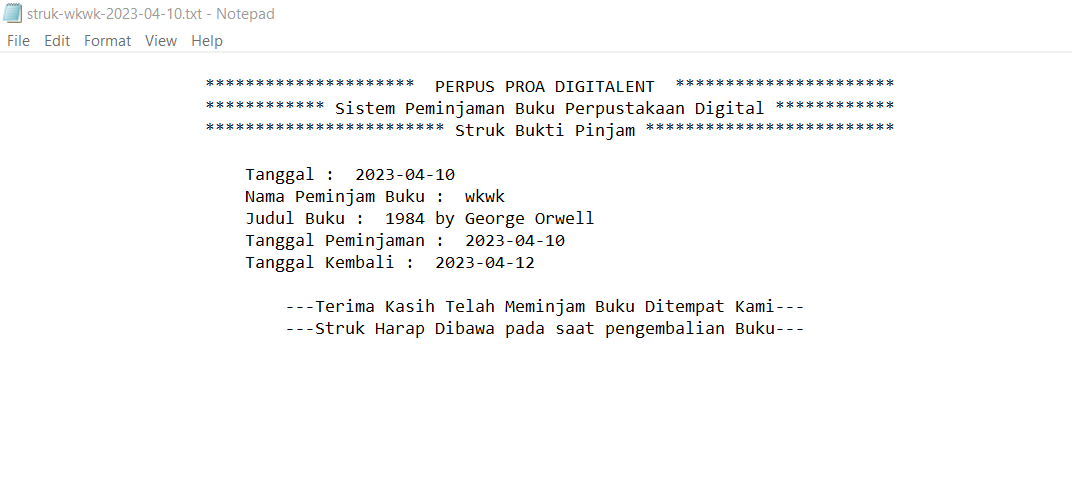 struk-wkwk-2023-04-10.txt - Notepad
File Edit Format View Help
********************* PERPUS PROA DIGITALENT **********************
************ Sistem Peminjaman Buku Perpustakaan Digital ************
************************ Struk Bukti Pinjam *************************
Tanggal : 2023-04-10
Nama Peminjam Buku : wkwk
Judul Buku : 1984 by George Orwell
Tanggal Peminjaman : 2023-04-10
Tanggal Kembali : 2023-04-12
---Terima Kasih Telah Meminjam Buku Ditempat Kami---
---Struk Harap Dibawa pada saat pengembalian Buku---